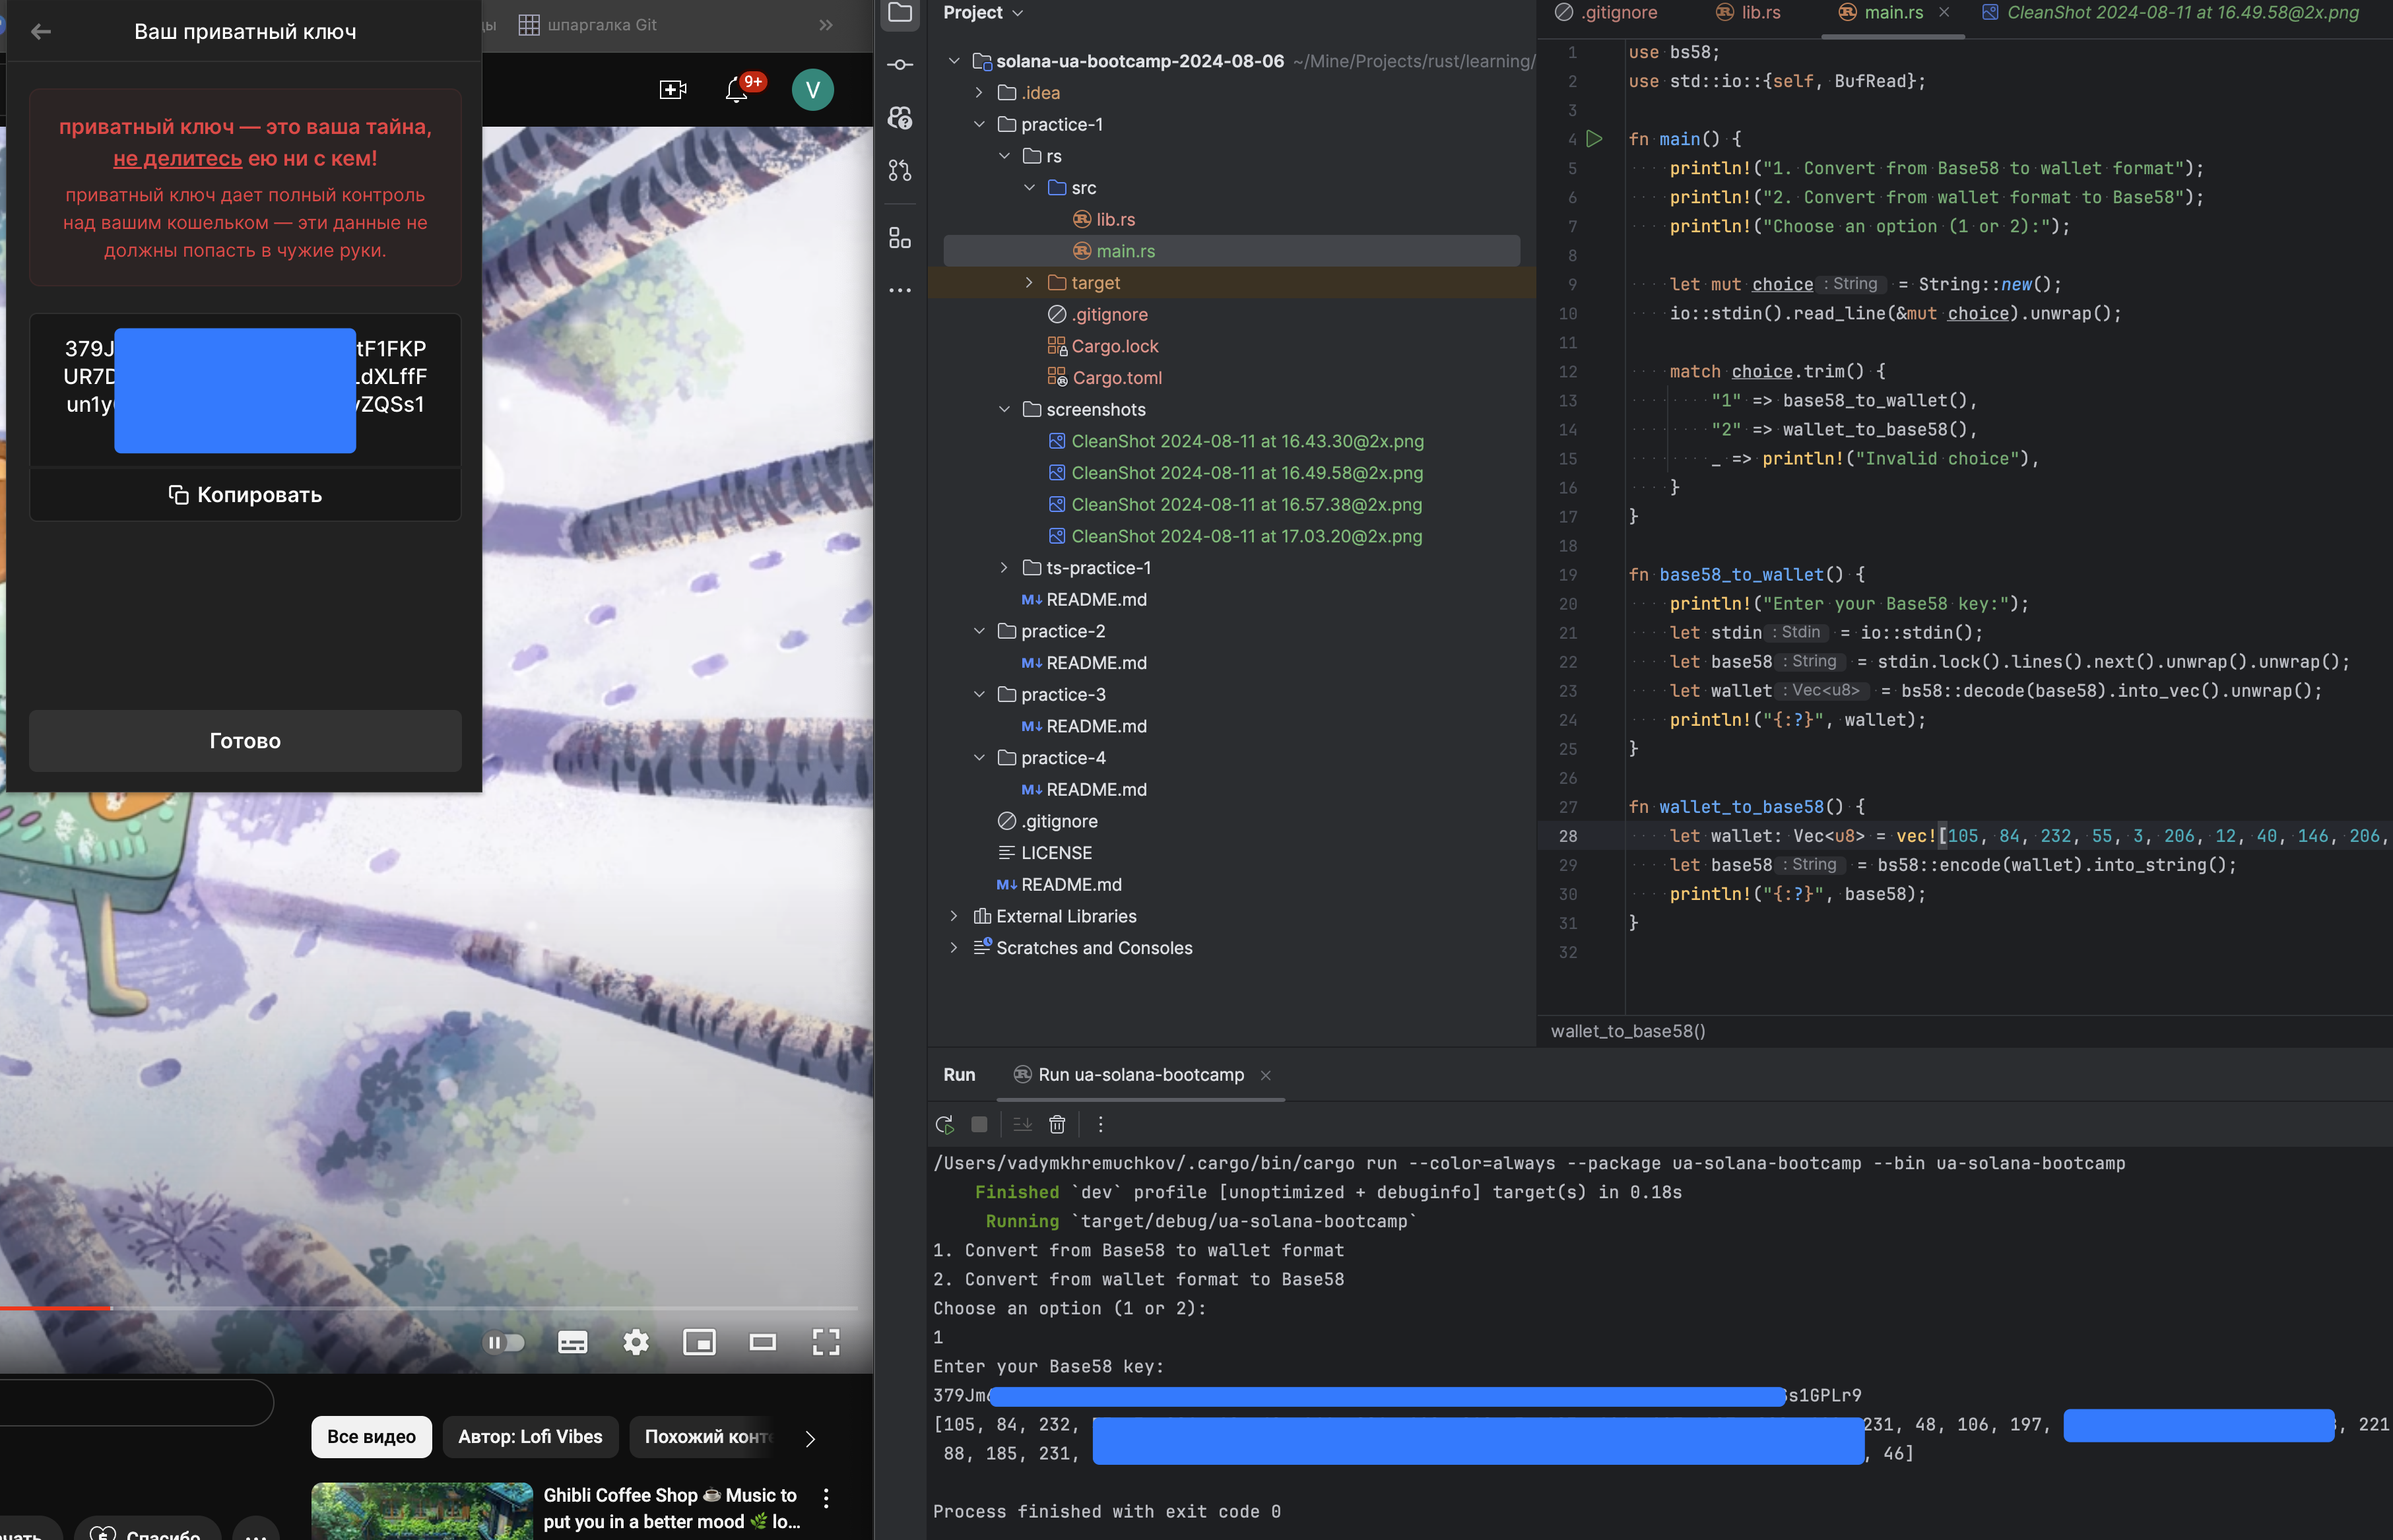 Ваш приватный ключ
приватный ключ — это ваша тайна,
не делитесь ею ни с кем!
приватный ключ дает полный контроль
над вашим кошельком — эти данные не
должны попасть в чужие руки.
379J tF1FKP
UR7D LdXLffF
un1y yZQSs1
Копировать
Готово
шпаргалка Git
9+
V
Все видео
Автор: Lofi Vibes
Похожий
Ghibli Coffee Shop ☕ Music to
put you in a better mood 🌿 lo...
Спасибо
Project
solana-ua-bootcamp-2024-08-06 ~/Mine/Projects/rust/learning/
.idea
practice-1
rs
src
lib.rs
main.rs
target
.gitignore
Cargo.lock
Cargo.toml
screenshots
CleanShot 2024-08-11 at 16.43.30@2x.png
CleanShot 2024-08-11 at 16.49.58@2x.png
CleanShot 2024-08-11 at 16.57.38@2x.png
CleanShot 2024-08-11 at 17.03.20@2x.png
ts-practice-1
README.md
practice-2
README.md
practice-3
README.md
practice-4
README.md
.gitignore
LICENSE
README.md
External Libraries
Scratches and Consoles
.gitignore lib.rs main.rs CleanShot 2024-08-11 at 16.49.58@2x.png
1 use bs58;
2 use std::io::{self, BufRead};
3
4 fn main() {
5 println!("1. Convert from Base58 to wallet format");
6 println!("2. Convert from wallet format to Base58");
7 println!("Choose an option (1 or 2):");
8
9 let mut choice : String = String::new();
10 io::stdin().read_line(&mut choice).unwrap();
11
12 match choice.trim() {
13 "1" => base58_to_wallet(),
14 "2" => wallet_to_base58(),
15 _ => println!("Invalid choice"),
16 }
17 }
18
19 fn base58_to_wallet() {
20 println!("Enter your Base58 key:");
21 let stdin : Stdin = io::stdin();
22 let base58 : String = stdin.lock().lines().next().unwrap().unwrap();
23 let wallet : Vec<u8> = bs58::decode(base58).into_vec().unwrap();
24 println!("{:?}", wallet);
25 }
26
27 fn wallet_to_base58() {
28 let wallet: Vec<u8> = vec![105, 84, 232, 55, 3, 206, 12, 40, 146, 206,
29 let base58 : String = bs58::encode(wallet).into_string();
30 println!("{:?}", base58);
31 }
32
wallet_to_base58()
Run Run ua-solana-bootcamp
/Users/vadymkhremuchkov/.cargo/bin/cargo run --color=always --package ua-solana-bootcamp --bin ua-solana-bootcamp
Finished `dev` profile [unoptimized + debuginfo] target(s) in 0.18s
Running `target/debug/ua-solana-bootcamp`
1. Convert from Base58 to wallet format
2. Convert from wallet format to Base58
Choose an option (1 or 2):
1
Enter your Base58 key:
379Jm s1GPLr9
[105, 84, 232, 231, 48, 106, 197, , 221
88, 185, 231, , 46]
Process finished with exit code 0